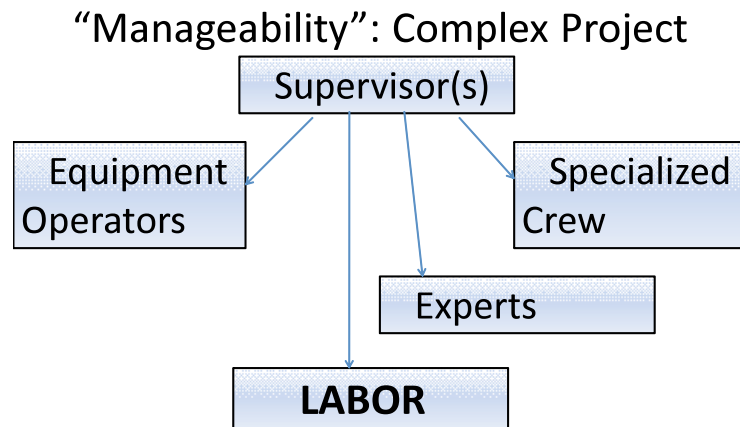 “Manageability”: Complex Project
Supervisor(s)
Equipment
Operators
Specialized
Crew
Experts
LABOR